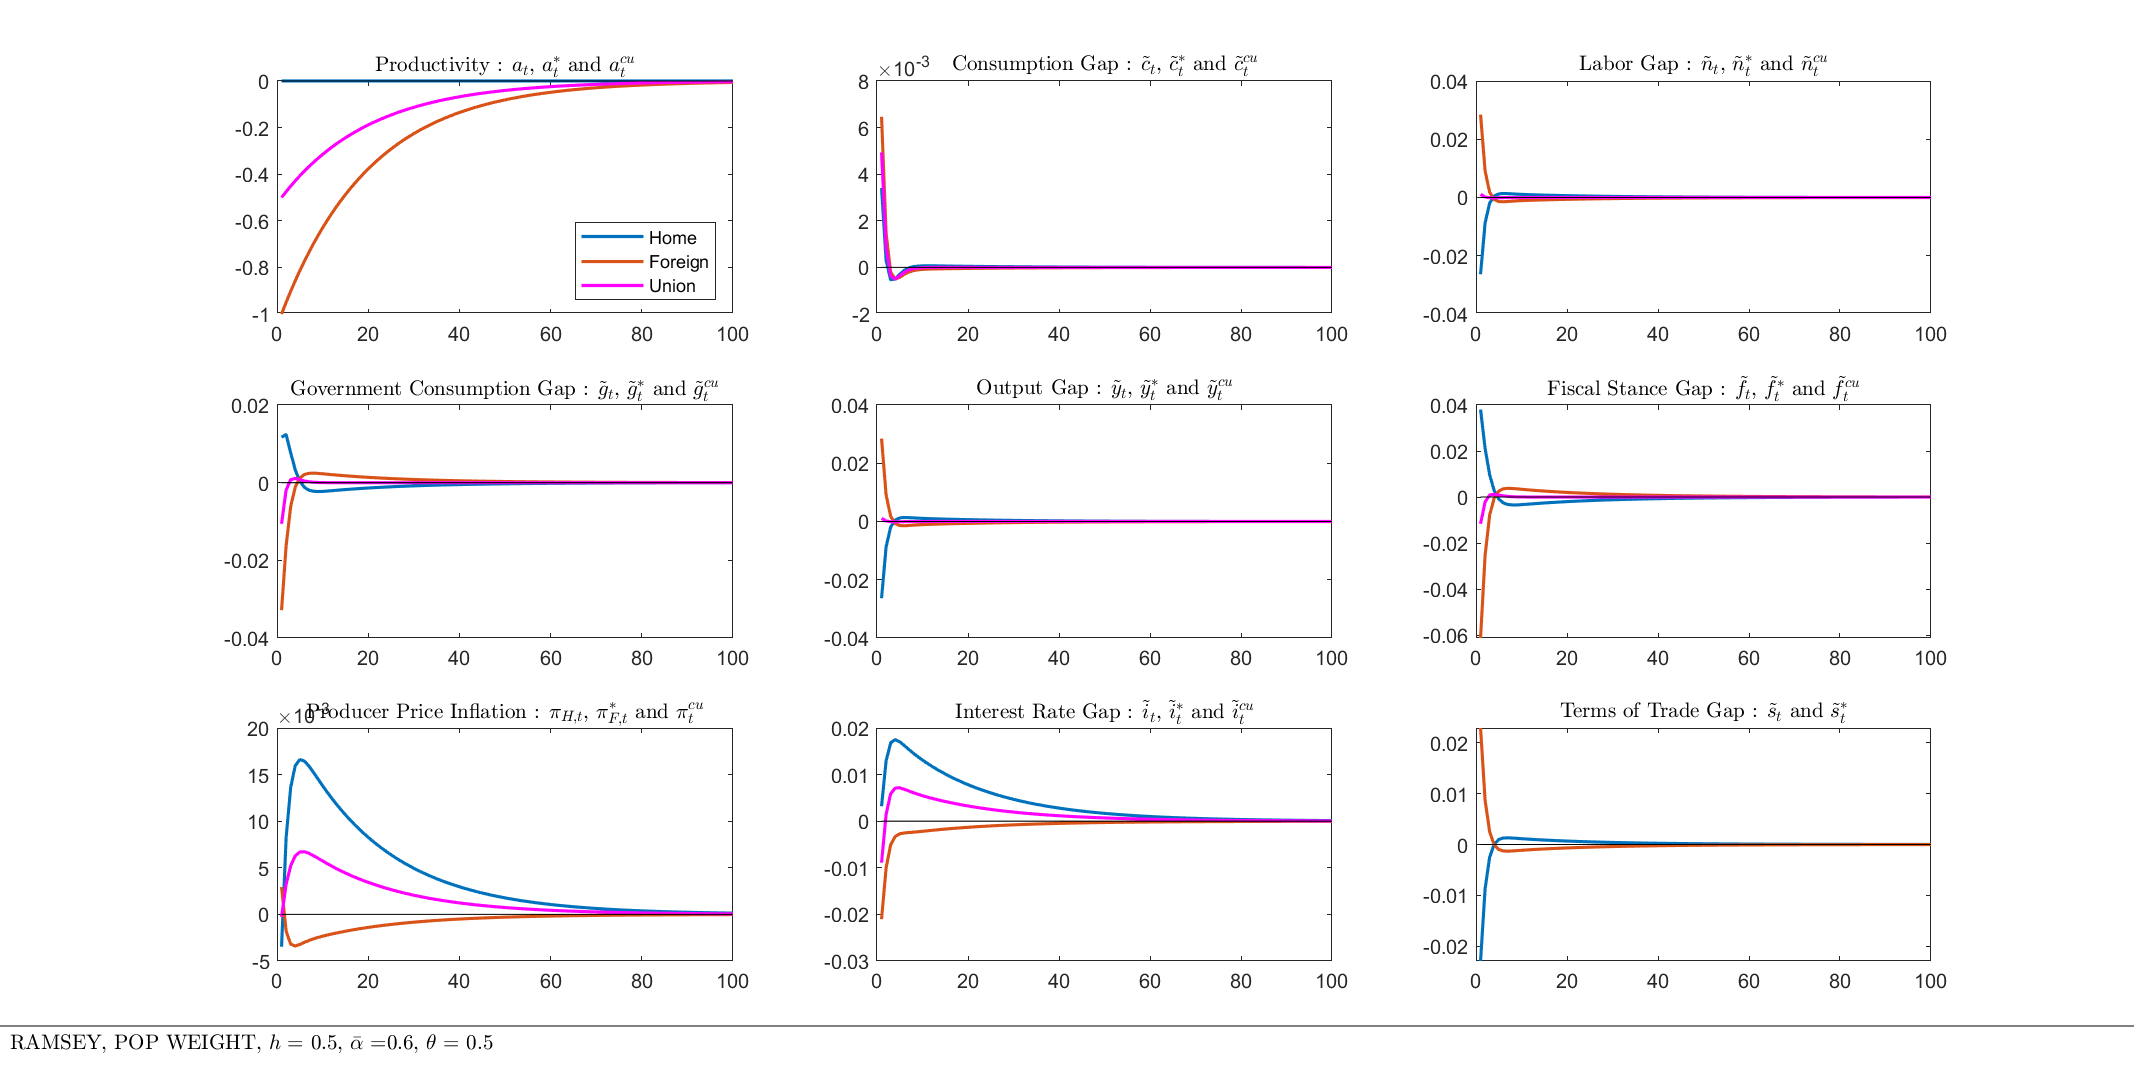 Productivity : a_t, a_t^* and a_t^{cu}
0
-0.2
-0.4
-0.6
-0.8
-1
0 20 40 60 80 100
Home
Foreign
Union
Consumption Gap : c̃_t, c̃_t^* and c̃_t^{cu}
×10^{-3}
8
6
4
2
0
-2
0 20 40 60 80 100
Labor Gap : ñ_t, ñ_t^* and ñ_t^{cu}
0.04
0.02
0
-0.02
-0.04
0 20 40 60 80 100
Government Consumption Gap : g̃_t, g̃_t^* and g̃_t^{cu}
0.02
0
-0.02
-0.04
0 20 40 60 80 100
Output Gap : ỹ_t, ỹ_t^* and ỹ_t^{cu}
0.04
0.02
0
-0.02
-0.04
0 20 40 60 80 100
Fiscal Stance Gap : f̃_t, f̃_t^* and f̃_t^{cu}
0.04
0.02
0
-0.02
-0.04
-0.06
0 20 40 60 80 100
Producer Price Inflation : π_{H,t}, π_{F,t}^* and π_t^{cu}
×10^{-3}
20
15
10
5
0
-5
0 20 40 60 80 100
Interest Rate Gap : ĩ_t, ĩ_t^* and ĩ_t^{cu}
0.02
0.01
0
-0.01
-0.02
-0.03
0 20 40 60 80 100
Terms of Trade Gap : s̃_t and s̃_t^*
0.02
0.01
0
-0.01
-0.02
0 20 40 60 80 100
RAMSEY, POP WEIGHT, h = 0.5, ᾱ =0.6, θ = 0.5